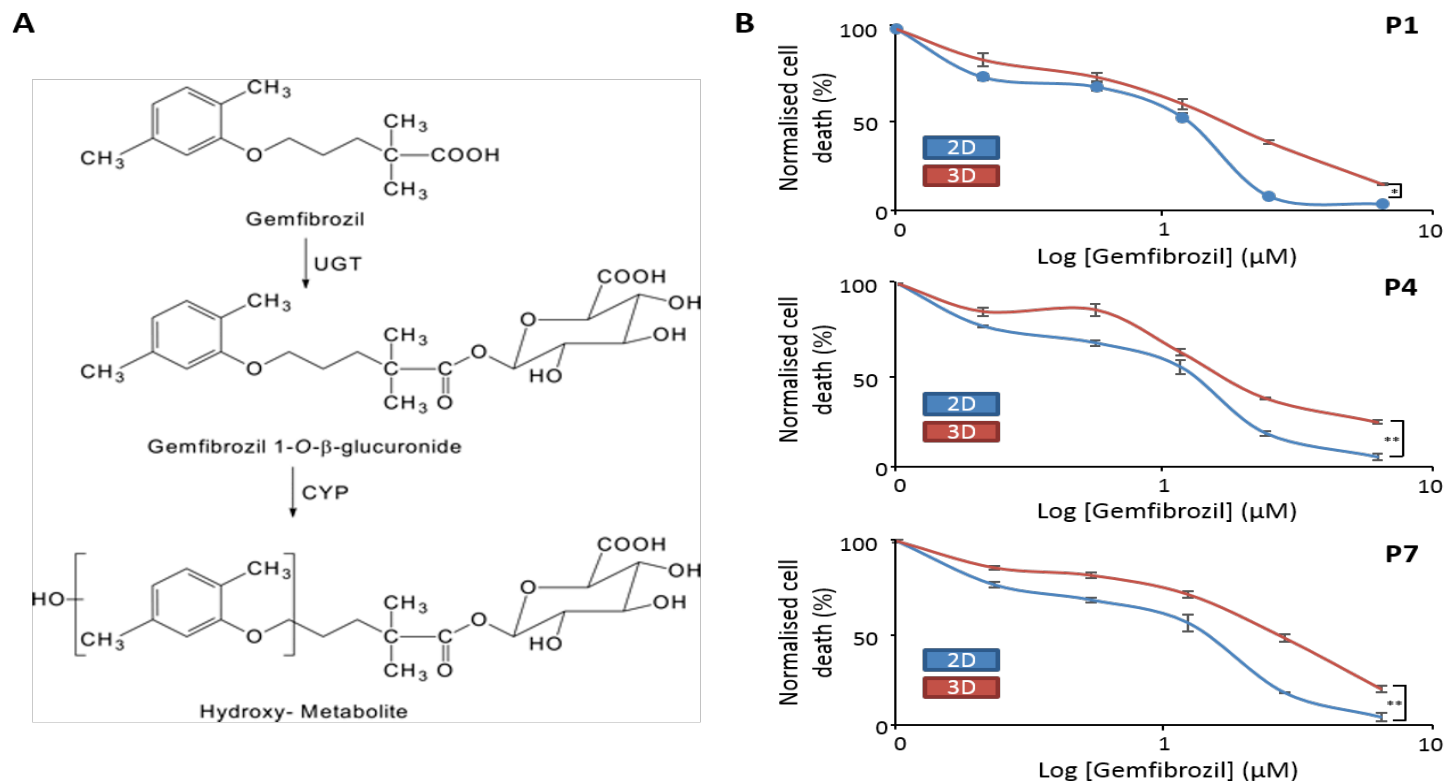 A
CH3
CH3
O
CH3
C
COOH
CH3
Gemfibrozil
UGT
CH3
CH3
O
CH3
C
CH3
C
O
O
O
COOH
OH
OH
HO
Gemfibrozil 1-O-β-glucuronide
CYP
HO
CH3
CH3
O
CH3
C
CH3
C
O
O
O
COOH
OH
OH
HO
Hydroxy- Metabolite
B
P1
Normalised cell
death (%)
100
50
0
2D
3D
*
0 1 10
Log [Gemfibrozil] (µM)
P4
Normalised cell
death (%)
100
50
0
2D
3D
**
0 1 10
Log [Gemfibrozil] (µM)
P7
Normalised cell
death (%)
100
50
0
2D
3D
**
0 1 10
Log [Gemfibrozil] (µM)